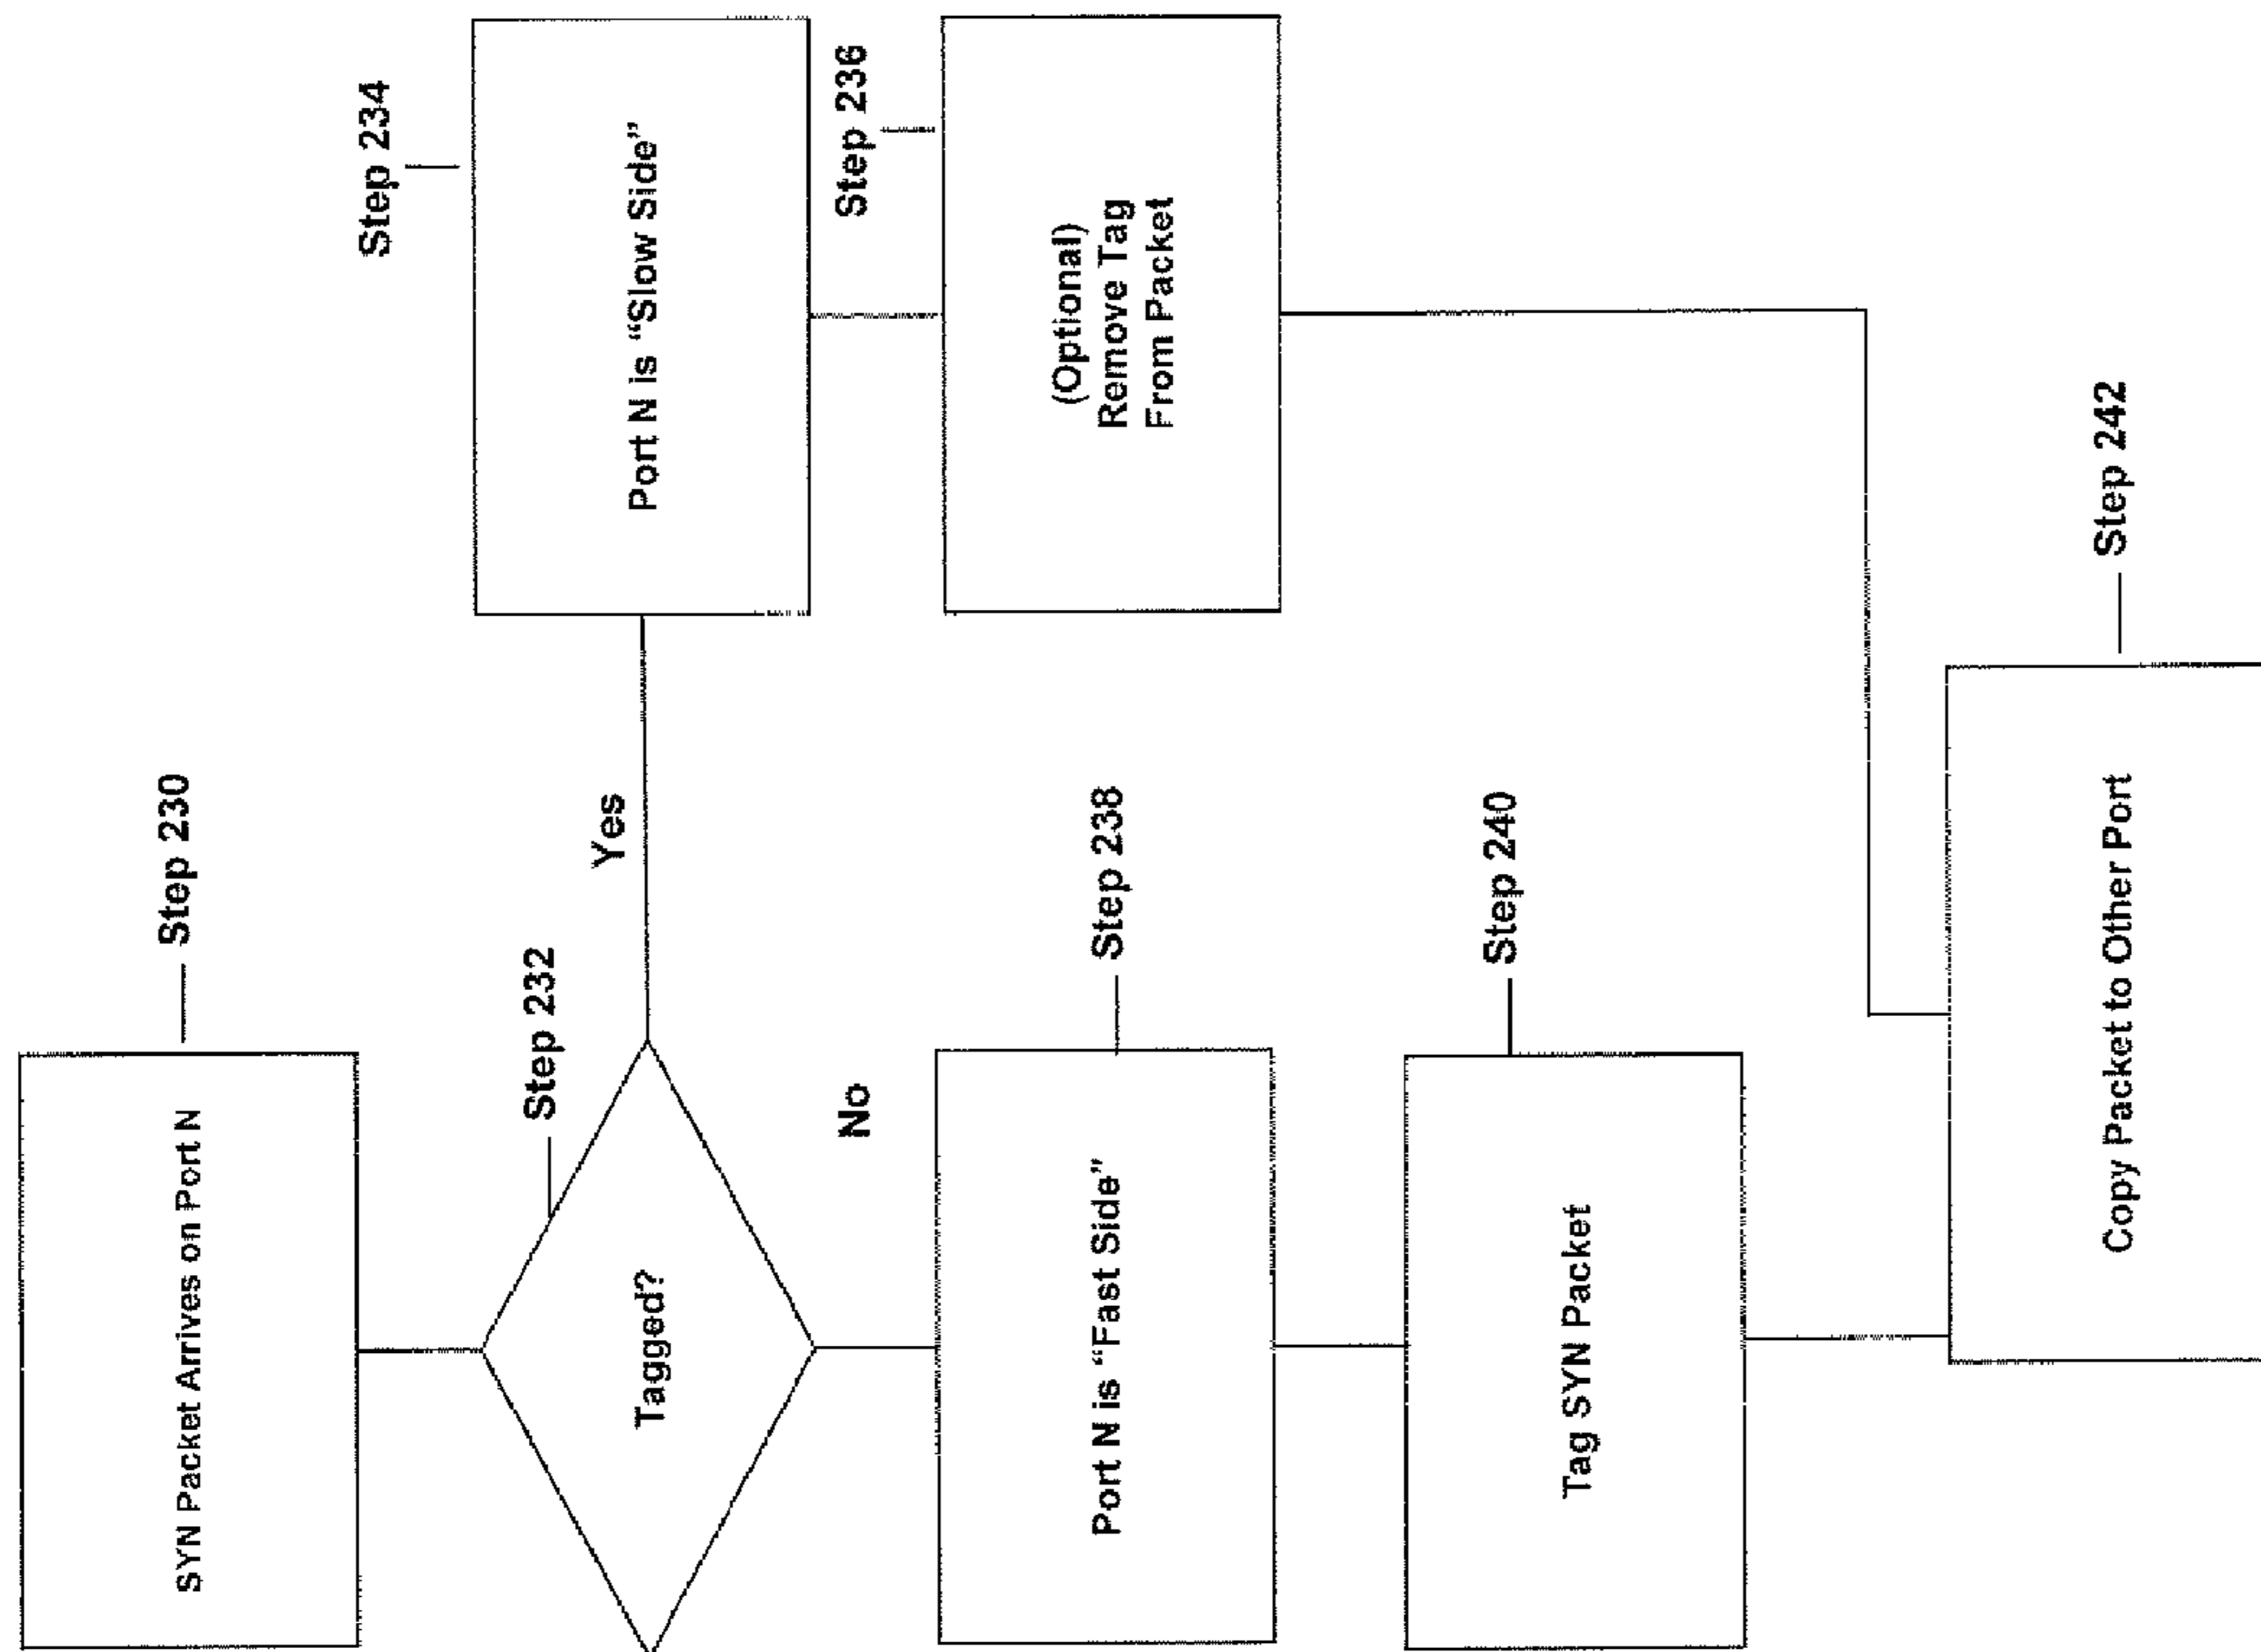 Step 230
SYN Packet Arrives on Port N
Step 232
Tagged?
Yes
Step 234
Port N is “Slow Side”
Step 236
(Optional)
Remove Tag
From Packet
No
Step 238
Port N is “Fast Side”
Step 240
Tag SYN Packet
Step 242
Copy Packet to Other Port